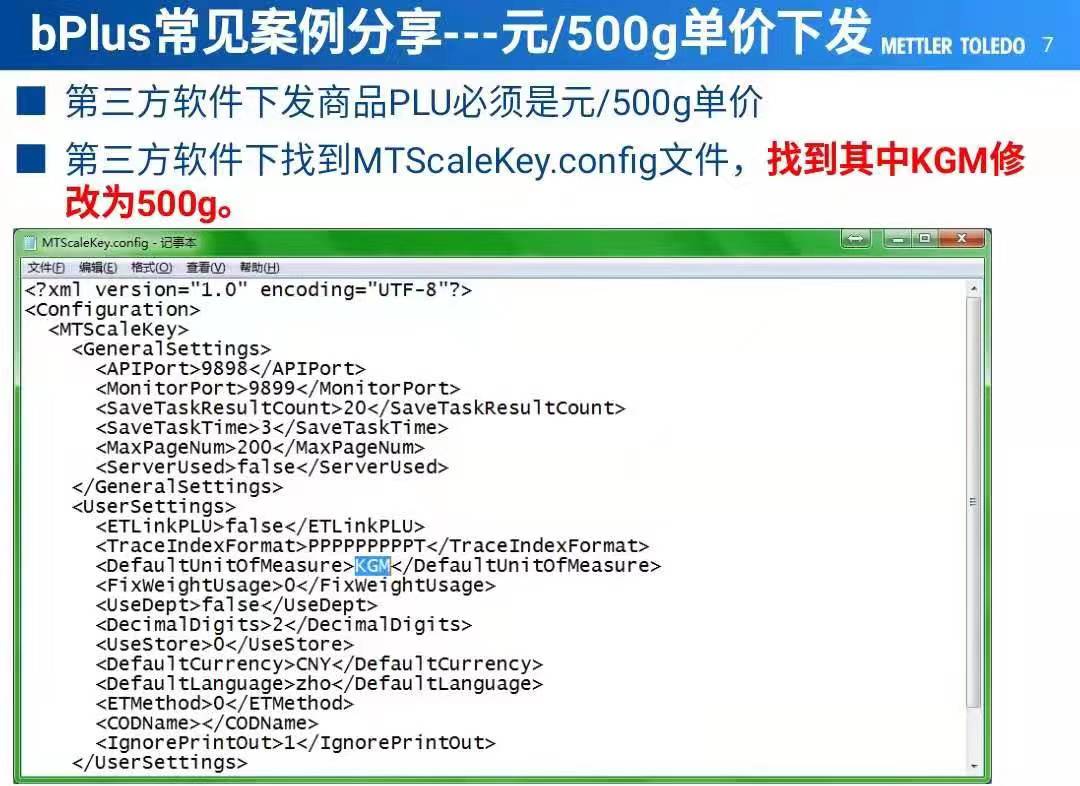 bPlus常见案例分享---元/500g单价下发 METTLER TOLEDO 7
■ 第三方软件下发商品PLU必须是元/500g单价
■ 第三方软件下找到MTScaleKey.config文件，找到其中KGM修
改为500g。
MTScaleKey.config - 记事本
文件(F) 编辑(E) 格式(O) 查看(V) 帮助(H)
<?xml version="1.0" encoding="UTF-8"?>
<Configuration>
<MTScaleKey>
<GeneralSettings>
<APIPort>9898</APIPort>
<MonitorPort>9899</MonitorPort>
<SaveTaskResultCount>20</SaveTaskResultCount>
<SaveTaskTime>3</SaveTaskTime>
<MaxPageNum>200</MaxPageNum>
<ServerUsed>false</ServerUsed>
</GeneralSettings>
<UserSettings>
<ETLinkPLU>false</ETLinkPLU>
<TraceIndexFormat>PPPPPPPPPT</TraceIndexFormat>
<DefaultUnitOfMeasure>KGM</DefaultUnitOfMeasure>
<FixWeightUsage>0</FixWeightUsage>
<UseDept>false</UseDept>
<DecimalDigits>2</DecimalDigits>
<UseStore>0</UseStore>
<DefaultCurrency>CNY</DefaultCurrency>
<DefaultLanguage>zho</DefaultLanguage>
<ETMethod>0</ETMethod>
<CODName></CODName>
<IgnorePrintOut>1</IgnorePrintOut>
</UserSettings>